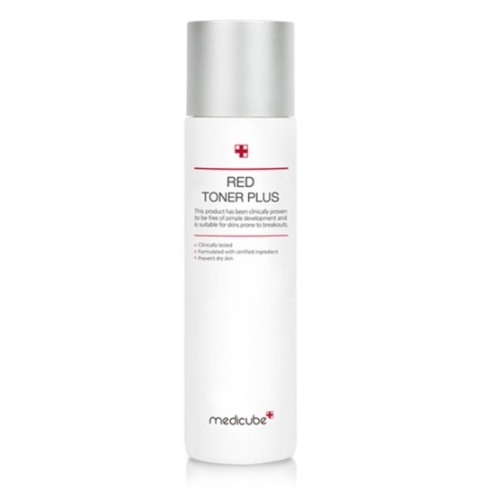 RED
TONER PLUS
This product has been clinically proven
to be free of pimple development and
is suitable for skins prone to breakouts.
Clinically tested
Formulated with certified ingredient
Prevent dry skin
medicube